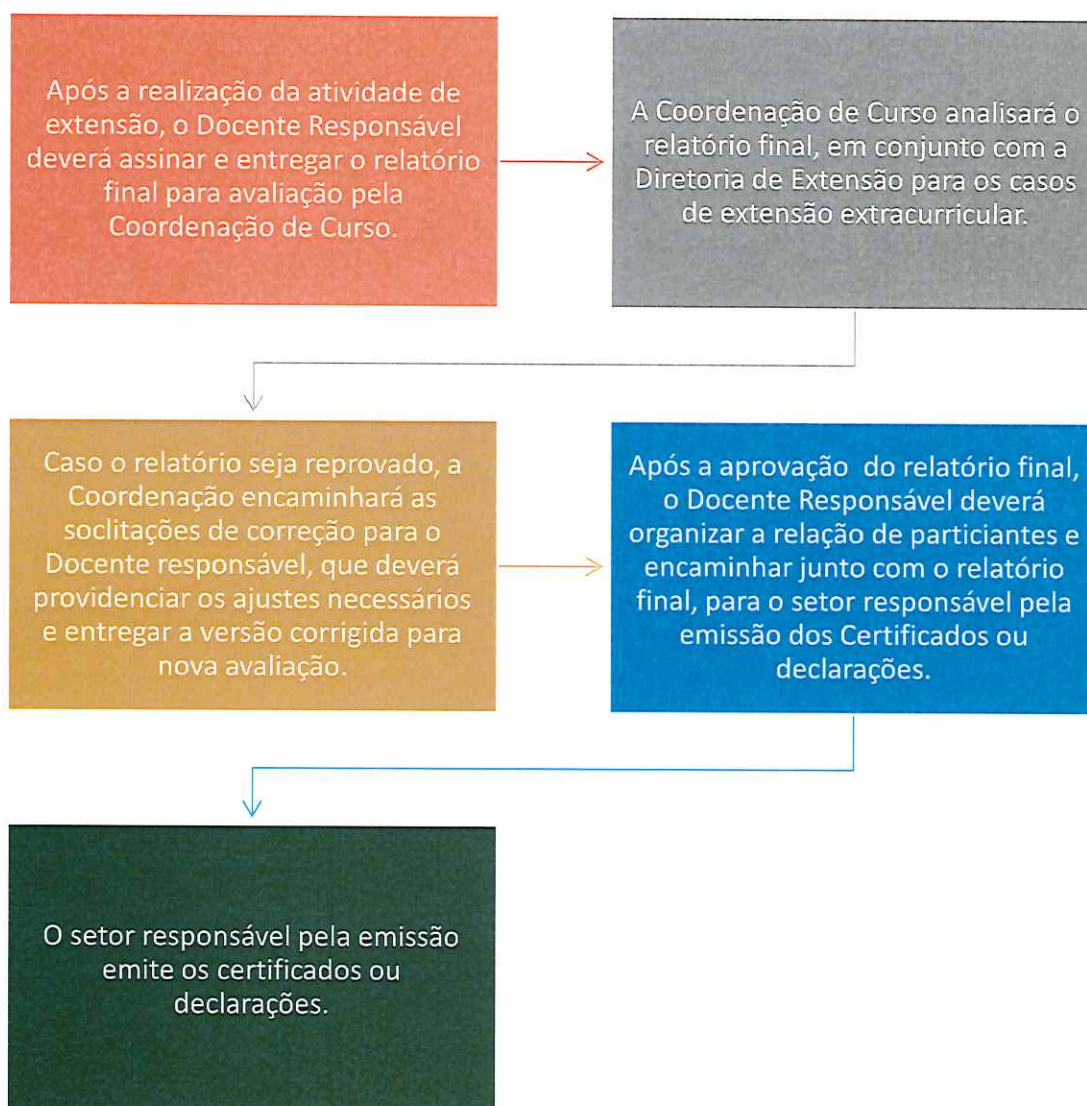 Após a realização da atividade de
extensão, o Docente Responsável
deverá assinar e entregar o relatório
final para avaliação pela
Coordenação de Curso.
A Coordenação de Curso analisará o
relatório final, em conjunto com a
Diretoria de Extensão para os casos
de extensão extracurricular.
Caso o relatório seja reprovado, a
Coordenação encaminhará as
soclitações de correção para o
Docente responsável, que deverá
providenciar os ajustes necessários
e entregar a versão corrigida para
nova avaliação.
Após a aprovação do relatório final,
o Docente Responsável deverá
organizar a relação de particiantes e
encaminhar junto com o relatório
final, para o setor responsável pela
emissão dos Certificados ou
declarações.
O setor responsável pela emissão
emite os certificados ou
declarações.